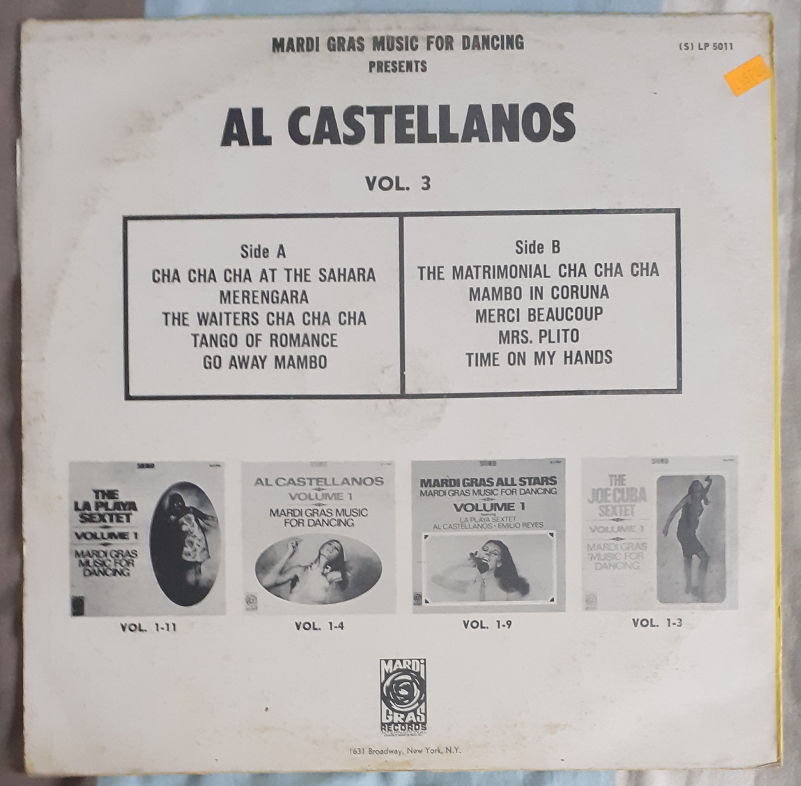 MARDI GRAS MUSIC FOR DANCING
PRESENTS
(S) LP 5011
AL CASTELLANOS
VOL. 3
Side A
CHA CHA CHA AT THE SAHARA
MERENGARA
THE WAITERS CHA CHA CHA
TANGO OF ROMANCE
GO AWAY MAMBO
Side B
THE MATRIMONIAL CHA CHA CHA
MAMBO IN CORUNA
MERCI BEAUCOUP
MRS. PLITO
TIME ON MY HANDS
STEREO
THE
LA PLAYA
SEXTET
VOLUME 1
MARDI GRAS
MUSIC FOR
DANCING
VOL. 1-11
AL CASTELLANOS
VOLUME 1
MARDI GRAS MUSIC
FOR DANCING
VOL. 1-4
STEREO
MARDI GRAS ALL STARS
MARDI GRAS MUSIC FOR DANCING
VOLUME 1
LA PLAYA SEXTET
AL CASTELLANOS · EMILIO REYES
VOL. 1-9
THE
JOE CUBA
SEXTET
VOLUME 1
MARDI GRAS
MUSIC FOR
DANCING
VOL. 1-3
MARDI
GRAS
RECORDS
1631 Broadway, New York, N.Y.